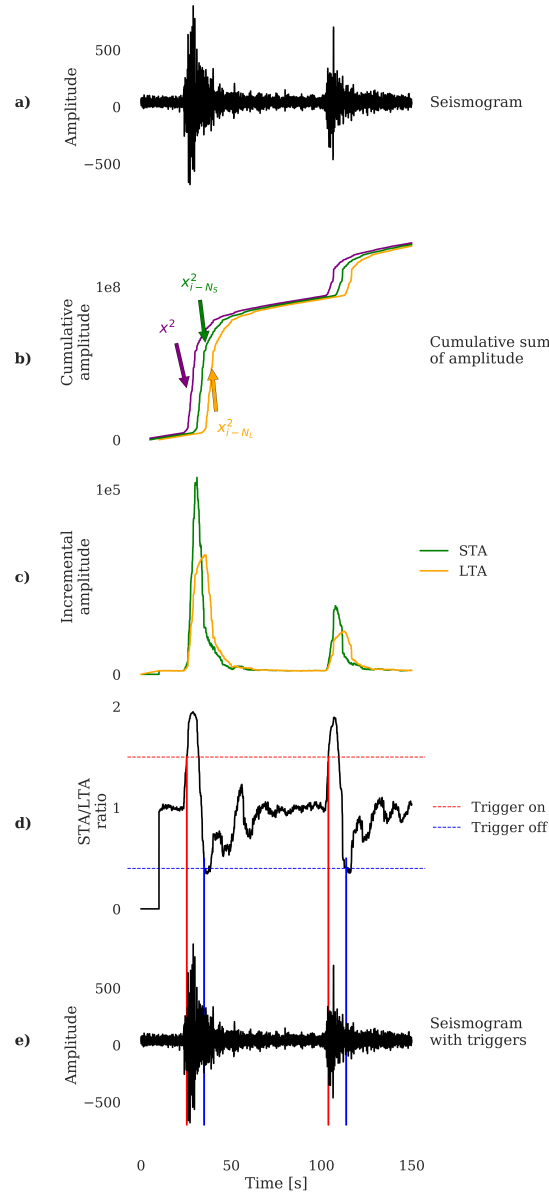 500
0
−500
Amplitude
a)
Seismogram
1e8
0
Cumulative
amplitude
b)
x²
x²ᵢ₋N_S
x²ᵢ₋N_L
Cumulative sum
of amplitude
1e5
0
Incremental
amplitude
c)
STA
LTA
2
1
0
STA/LTA
ratio
d)
Trigger on
Trigger off
500
0
−500
Amplitude
e)
Seismogram
with triggers
0 50 100 150
Time [s]